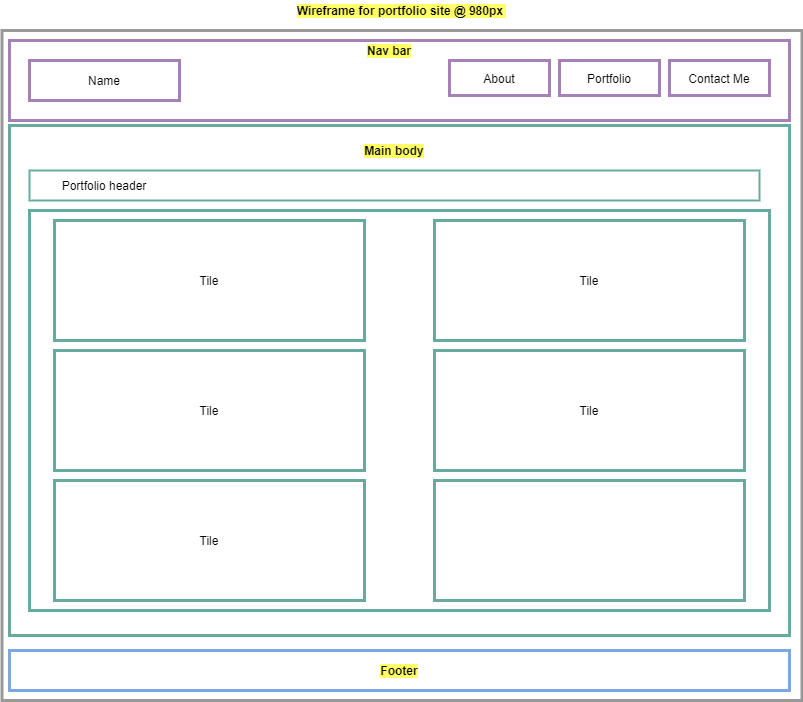 Wireframe for portfolio site @ 980px
Nav bar
Name
About
Portfolio
Contact Me
Main body
Portfolio header
Tile
Tile
Tile
Tile
Tile
Footer